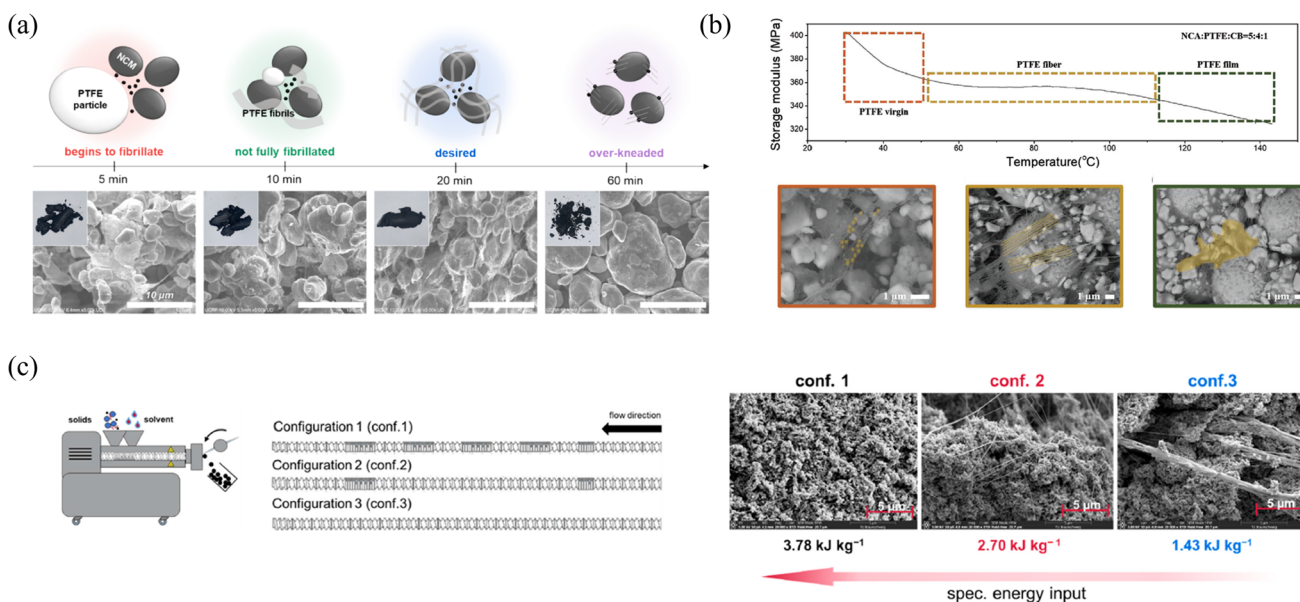 (a)
NCM
PTFE
particle
PTFE fibrils
begins to fibrillate
not fully fibrillated
desired
over-kneaded
5 min
10 min
20 min
60 min
10 μm
(b)
Storage modulus (MPa)
400
380
360
340
320
NCA:PTFE:CB=5:4:1
PTFE virgin
PTFE fiber
PTFE film
20
40
60
80
100
120
140
Temperature(°C)
1 μm
1 μm
1 μm
(c)
solids
solvent
flow direction
Configuration 1 (conf.1)
Configuration 2 (conf.2)
Configuration 3 (conf.3)
conf. 1
conf. 2
conf.3
5 μm
5 μm
5 μm
3.78 kJ kg⁻¹
2.70 kJ kg⁻¹
1.43 kJ kg⁻¹
spec. energy input